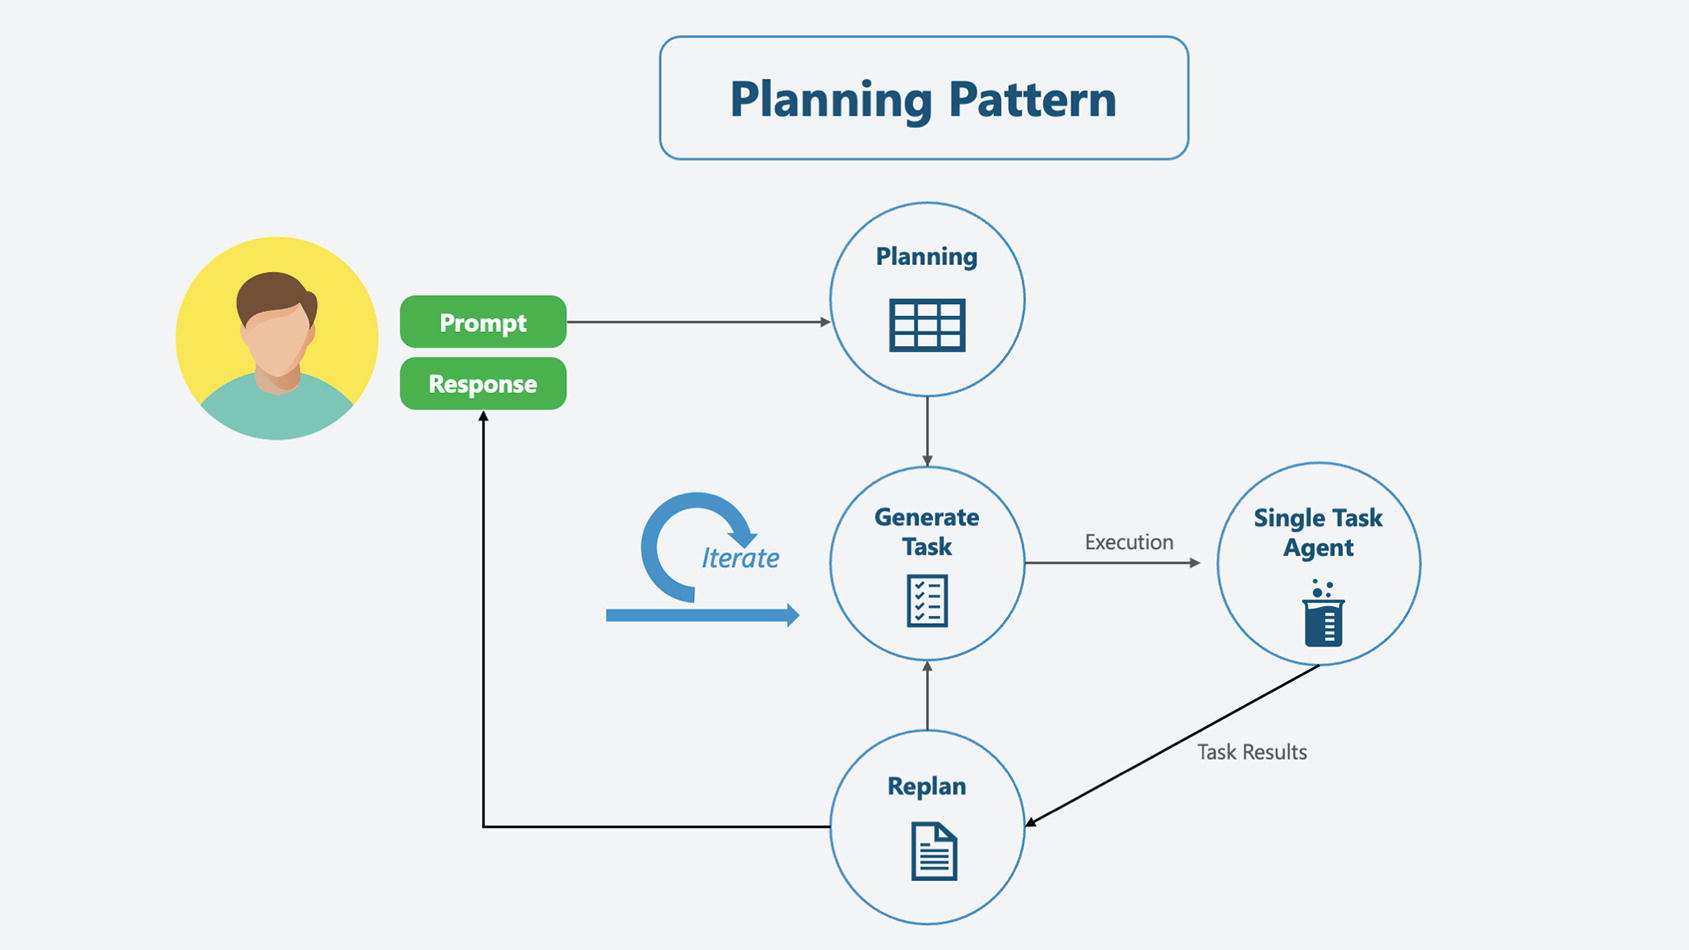 Planning Pattern
Planning
Prompt
Response
Generate
Task
Iterate
Execution
Single Task
Agent
Task Results
Replan